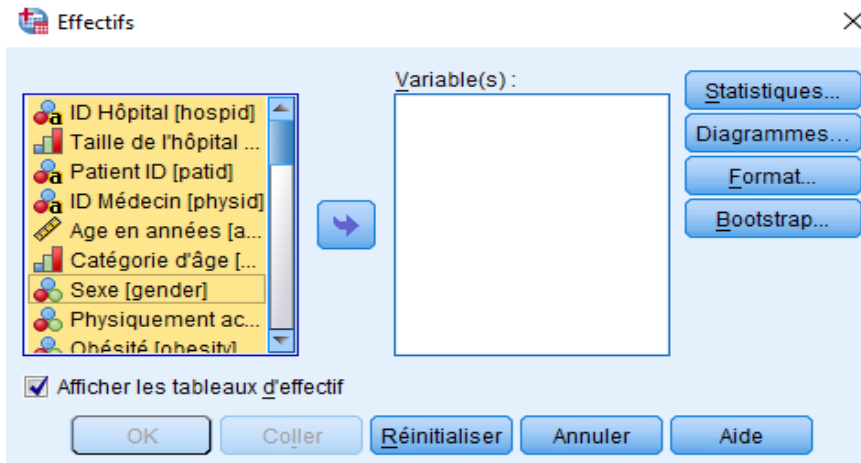 Effectifs
Variable(s) :
ID Hôpital [hospid]
Taille de l'hôpital ...
Patient ID [patid]
ID Médecin [physid]
Age en années [a...
Catégorie d'âge [...
Sexe [gender]
Physiquement ac...
Obésité [obesity]
Statistiques...
Diagrammes...
Format...
Bootstrap...
Afficher les tableaux d'effectif
OK
Coller
Réinitialiser
Annuler
Aide